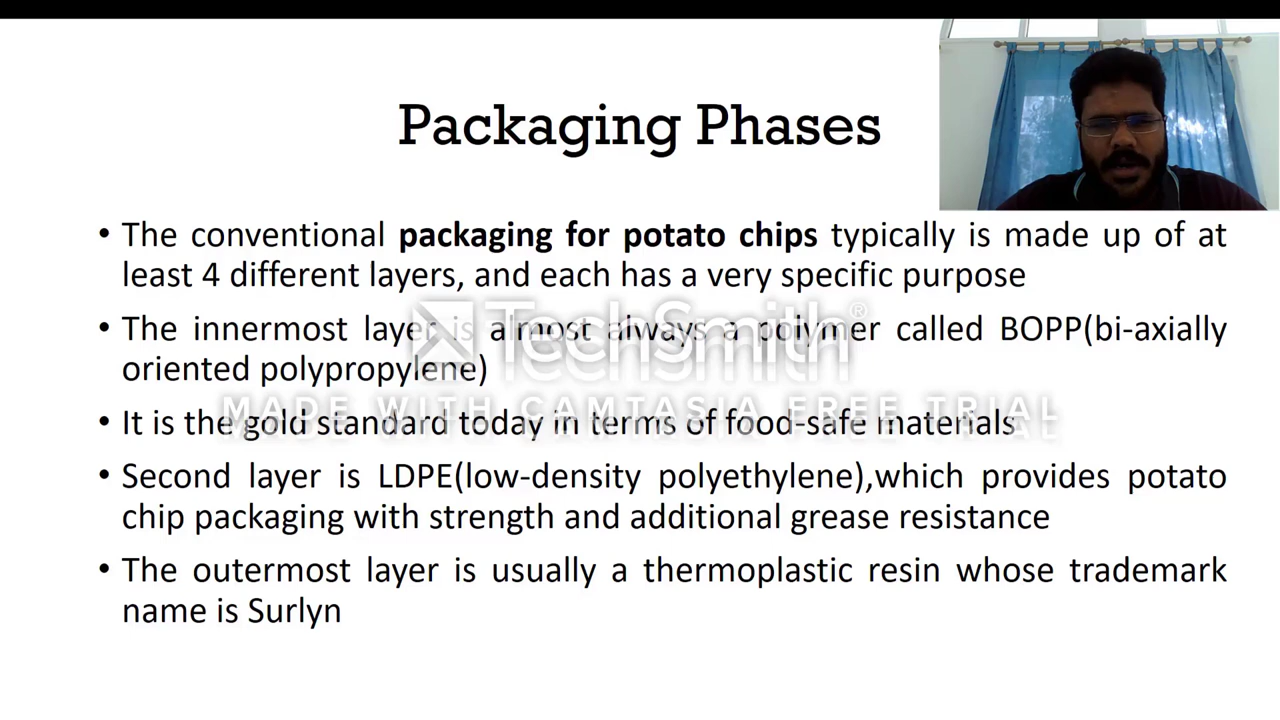 Packaging Phases
• The conventional packaging for potato chips typically is made up of at
least 4 different layers, and each has a very specific purpose
• The innermost layer is almost always a polymer called BOPP(bi-axially
oriented polypropylene)
TechSmith®
MADE WITH CAMTASIA FREE TRIAL
• It is the gold standard today in terms of food-safe materials
• Second layer is LDPE(low-density polyethylene),which provides potato
chip packaging with strength and additional grease resistance
• The outermost layer is usually a thermoplastic resin whose trademark
name is Surlyn